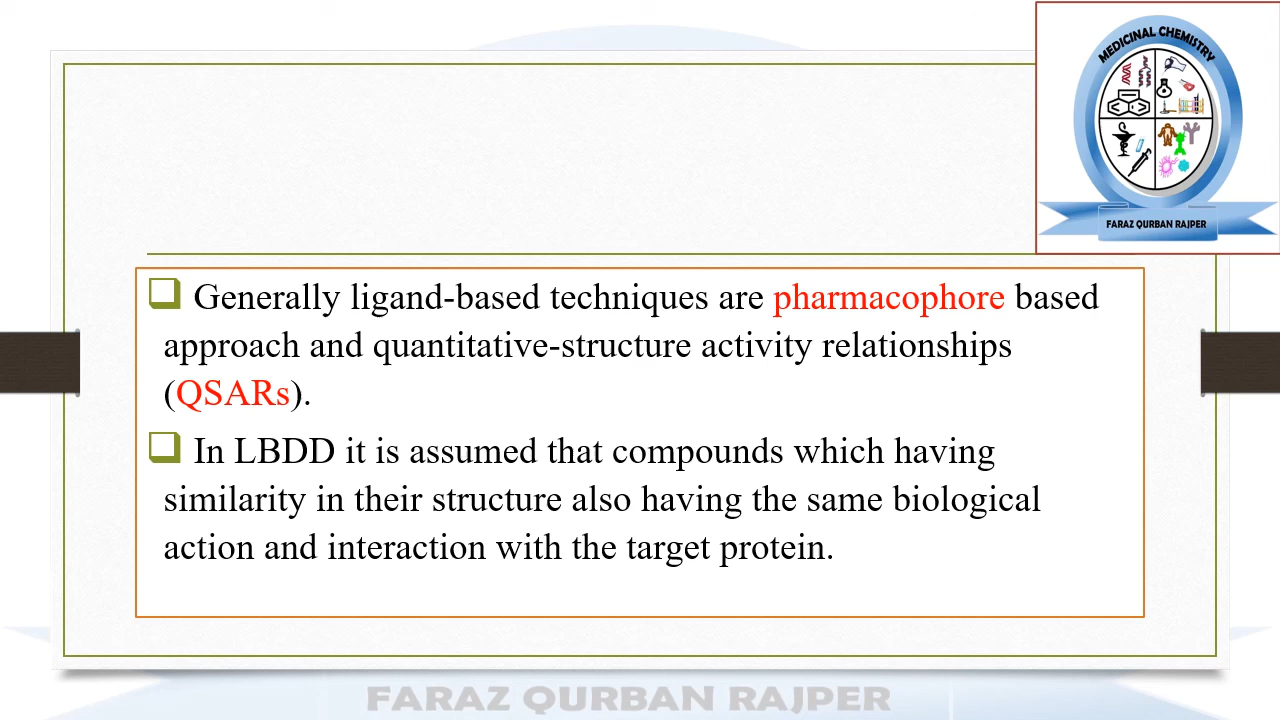 MEDICINAL CHEMISTRY
FARAZ QURBAN RAJPER
Generally ligand-based techniques are pharmacophore based
approach and quantitative-structure activity relationships
(QSARs).
In LBDD it is assumed that compounds which having
similarity in their structure also having the same biological
action and interaction with the target protein.
FARAZ QURBAN RAJPER